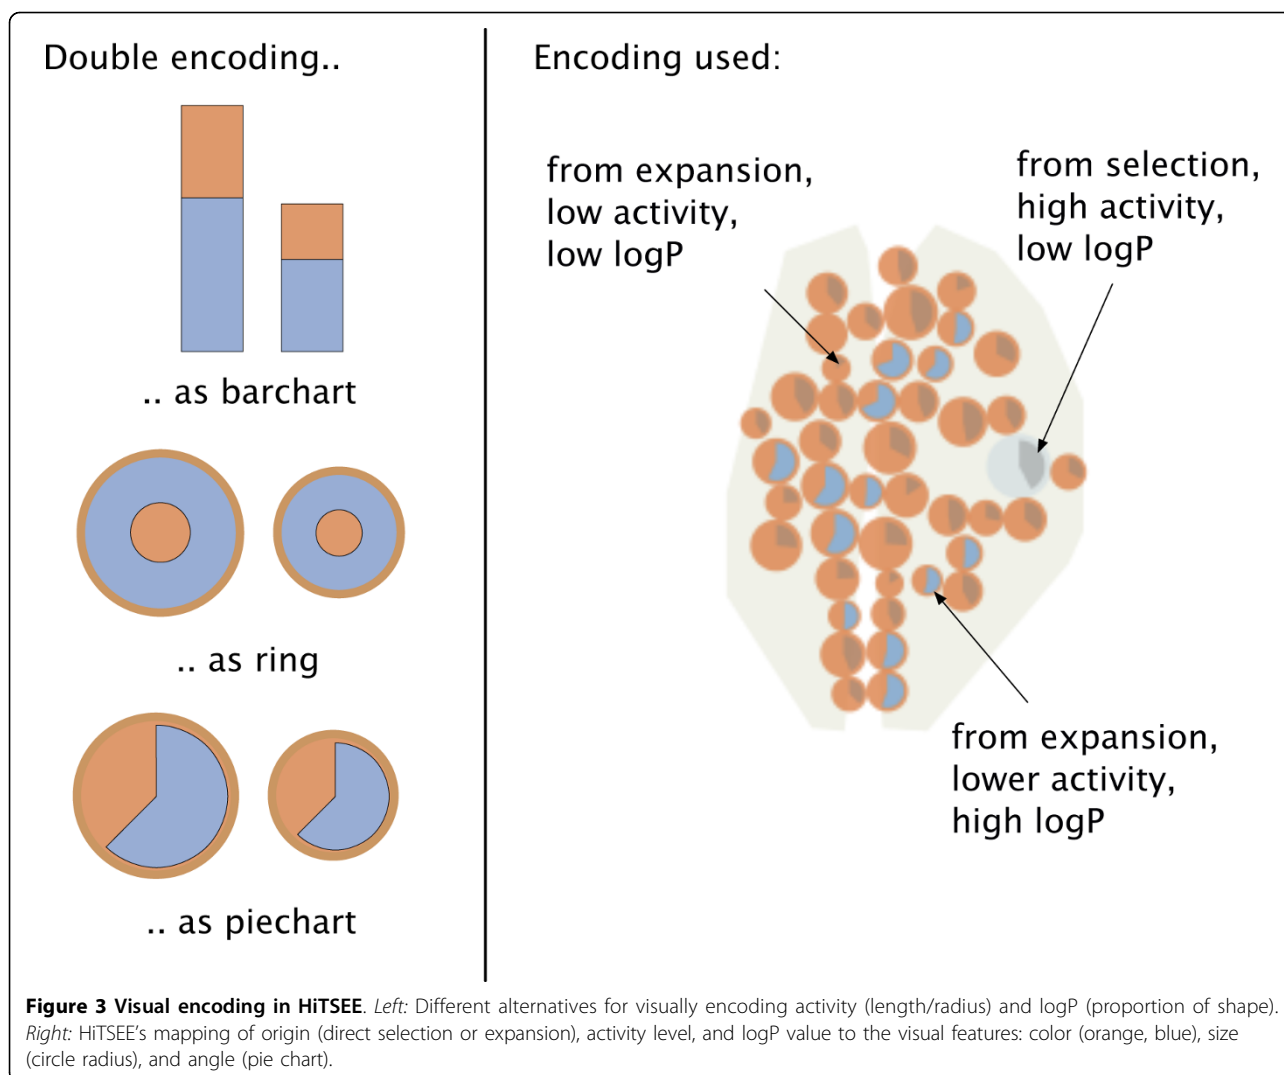 Double encoding..
.. as barchart
.. as ring
.. as piechart
Encoding used:
from expansion,
low activity,
low logP
from selection,
high activity,
low logP
from expansion,
lower activity,
high logP
Figure 3 Visual encoding in HiTSEE. Left: Different alternatives for visually encoding activity (length/radius) and logP (proportion of shape).
Right: HiTSEE's mapping of origin (direct selection or expansion), activity level, and logP value to the visual features: color (orange, blue), size
(circle radius), and angle (pie chart).